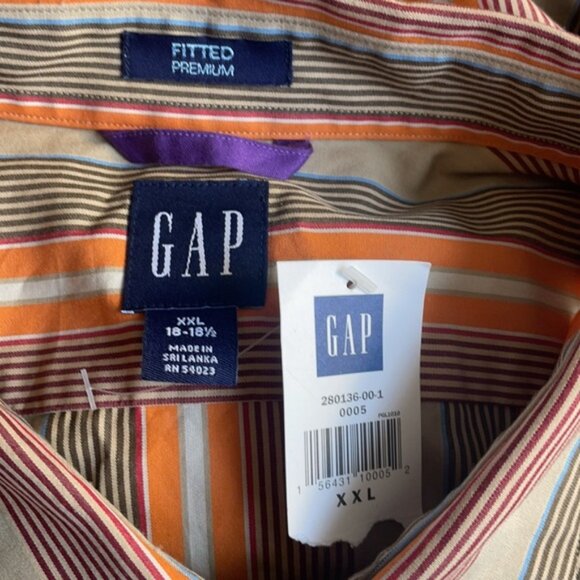 FITTED
PREMIUM
GAP
XXL
18-18½
MADE IN
SRI LANKA
RN 54023
GAP
280136-00-1
0005
PGL1010
1 56431 10005 2
XXL